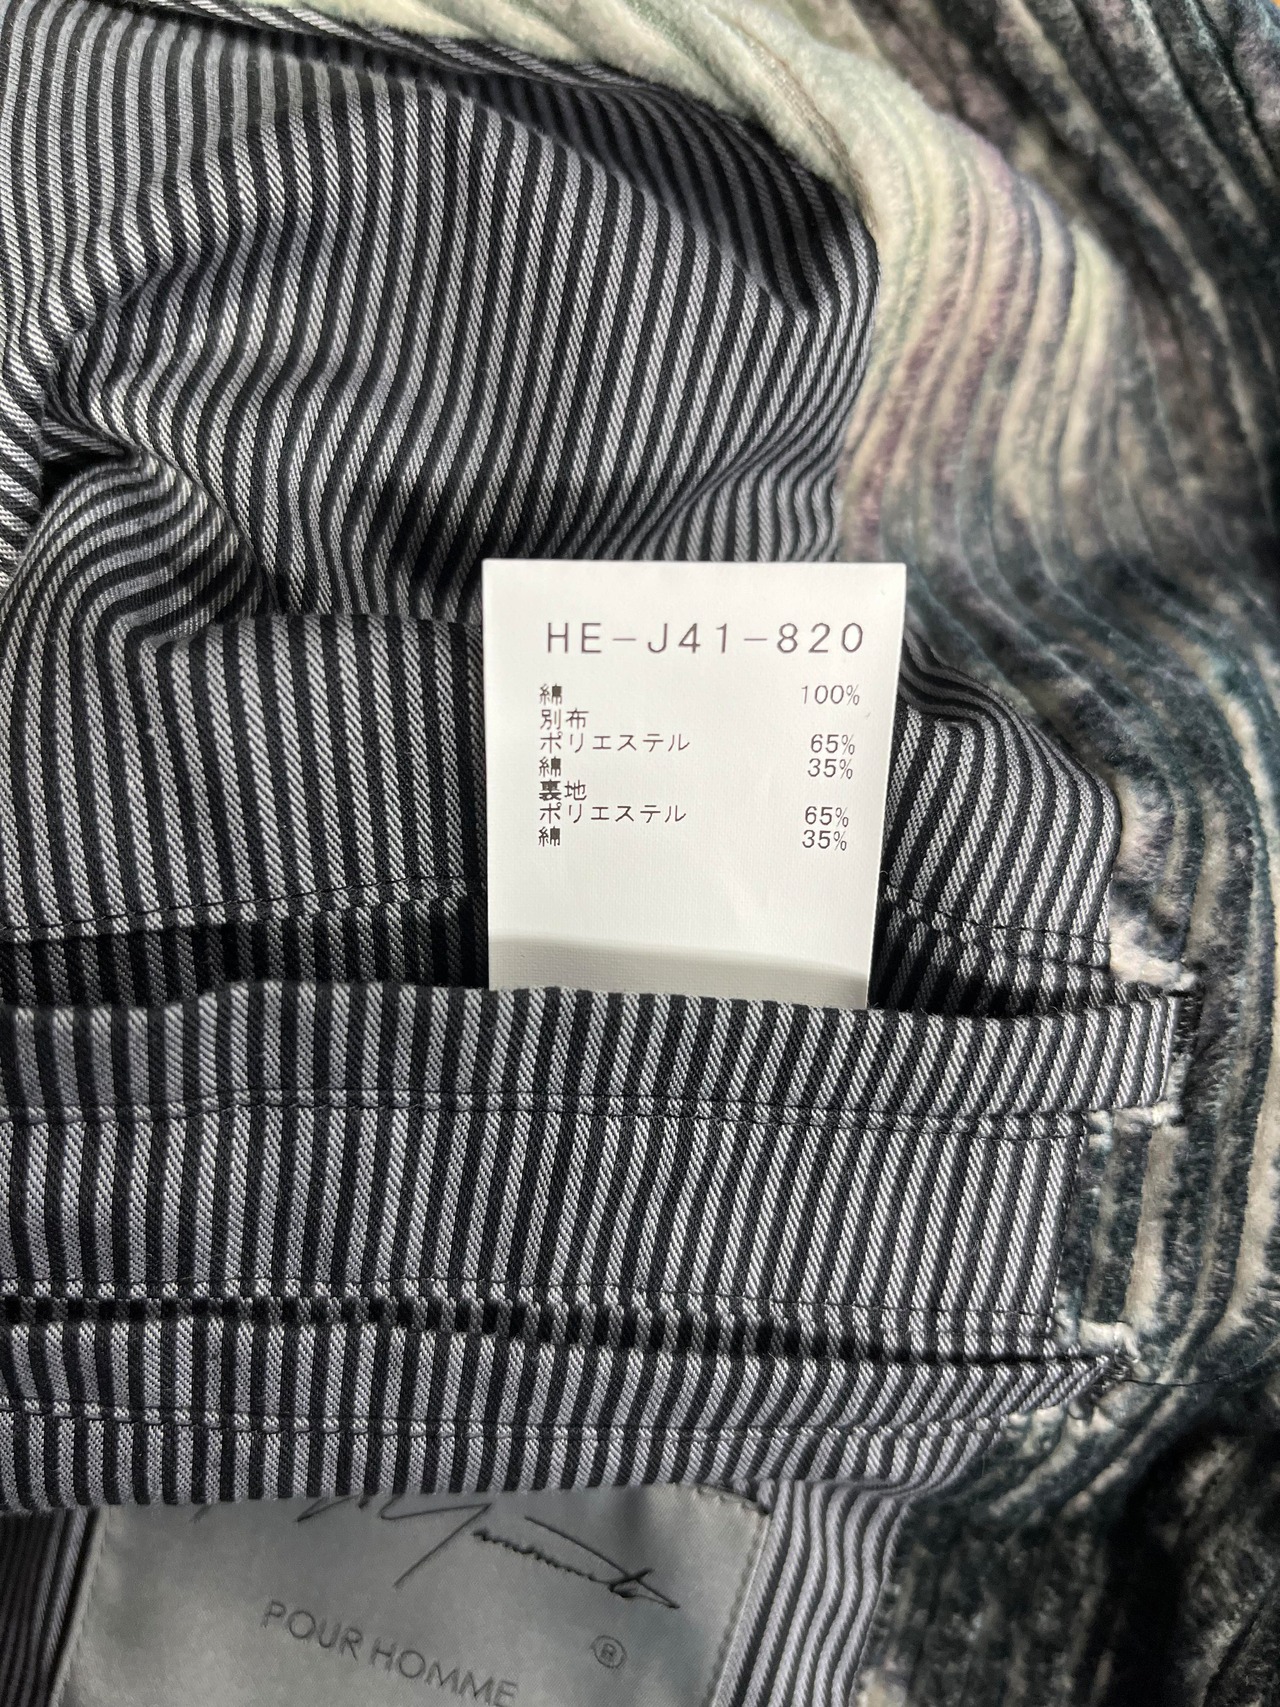 HE-J41-820
綿 100%
別布
ポリエステル 65%
綿 35%
裏地
ポリエステル 65%
綿 35%
Yamamoto
POUR HOMME ®